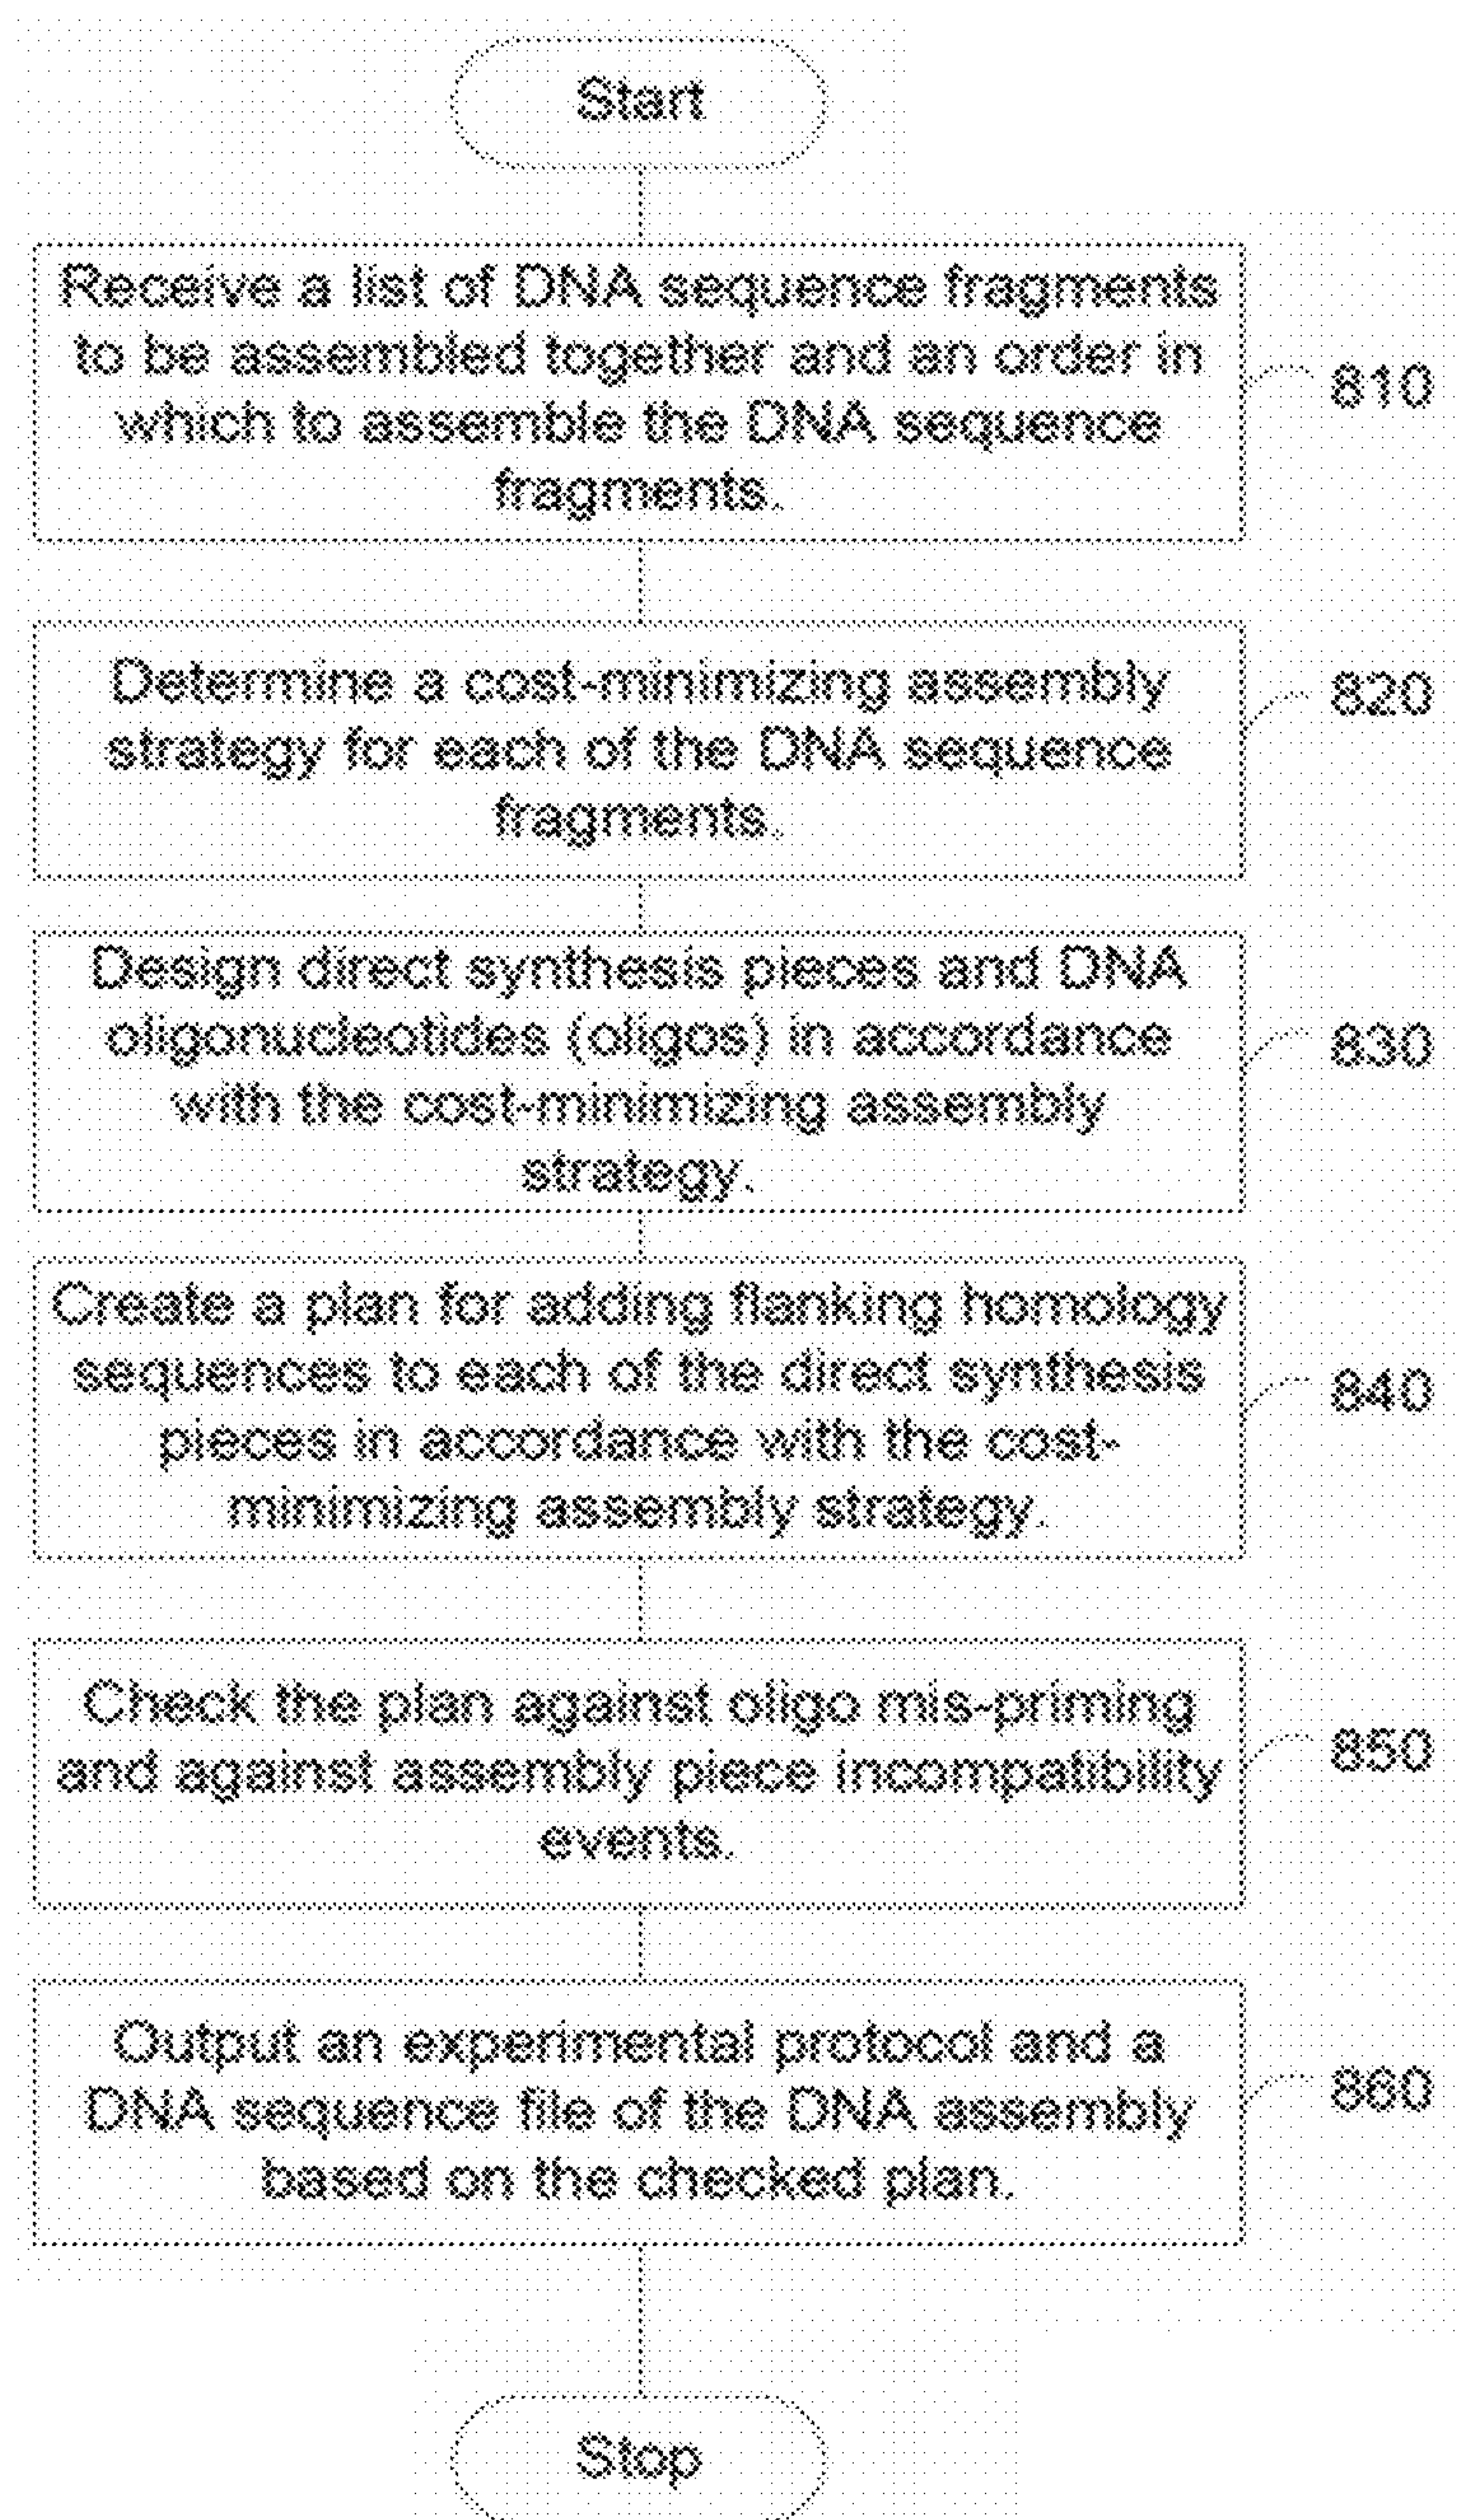 Start
Receive a list of DNA sequence fragments
to be assembled together and an order in
which to assemble the DNA sequence
fragments.
810
Determine a cost-minimizing assembly
strategy for each of the DNA sequence
fragments.
820
Design direct synthesis pieces and DNA
oligonucleotides (oligos) in accordance
with the cost-minimizing assembly
strategy.
830
Create a plan for adding flanking homology
sequences to each of the direct synthesis
pieces in accordance with the cost-
minimizing assembly strategy.
840
Check the plan against oligo mis-priming
and against assembly piece incompatibility
events.
850
Output an experimental protocol and a
DNA sequence file of the DNA assembly
based on the checked plan.
860
Stop